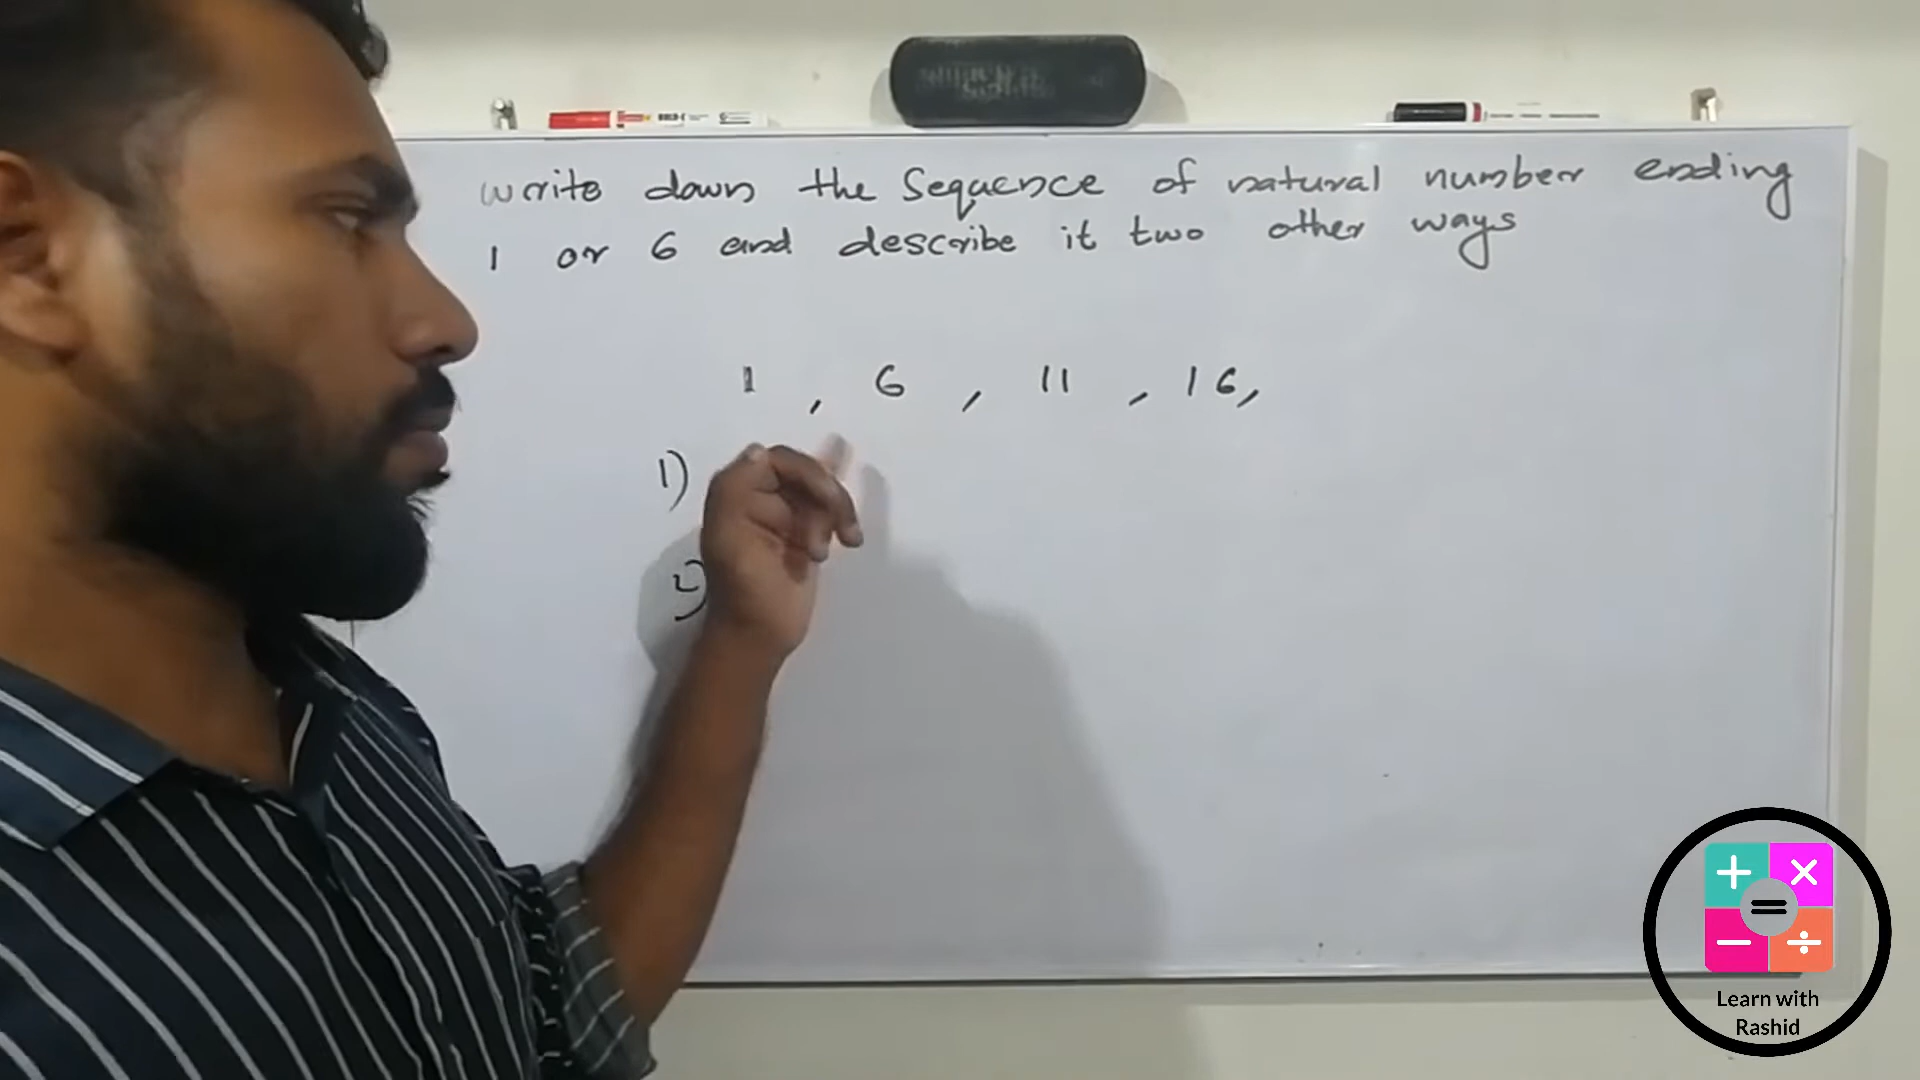 write down the sequence of natural number ending
1 or 6 and describe it two other ways
1 , 6 , 11 , 16,
1)
2)
+ ×
=
− ÷
Learn with
Rashid